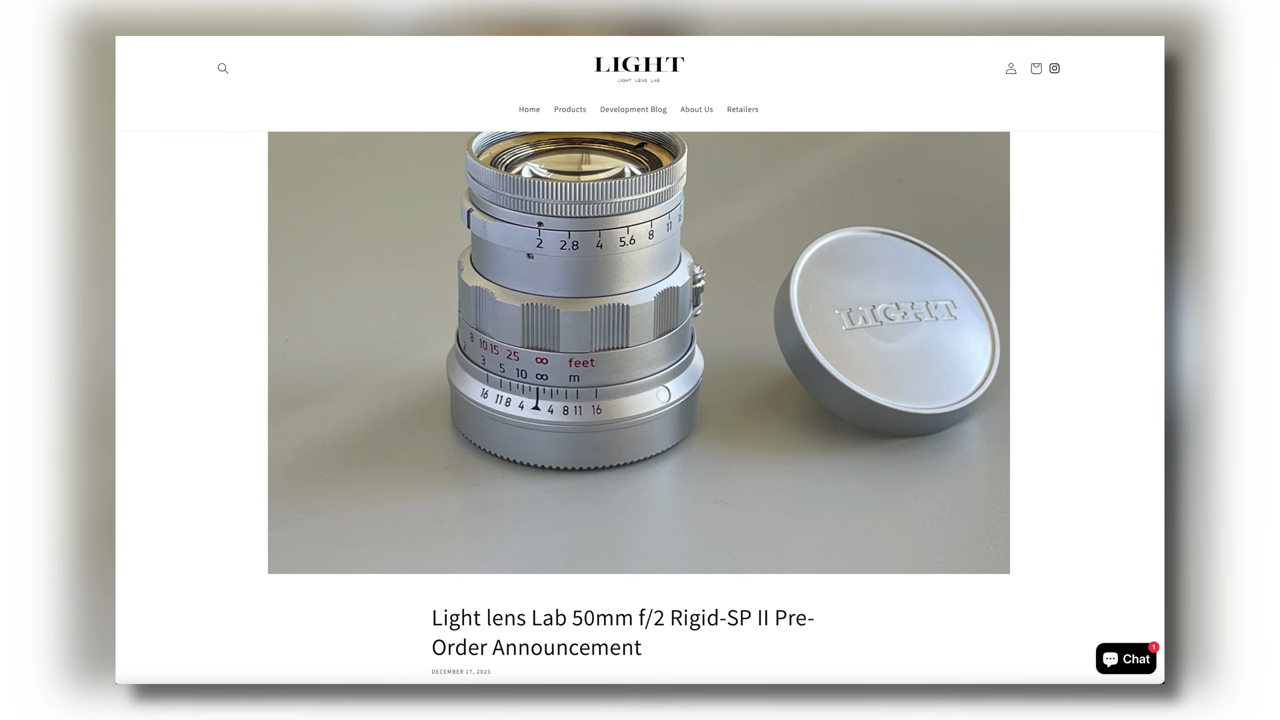 LIGHT
LIGHT LENS LAB
Home Products Development Blog About Us Retailers
2 2.8 4 5.6 8 11
8 10 15 25 ∞ feet
3 5 10 ∞ m
16 11 8 4 4 8 11 16
LIGHT
Light lens Lab 50mm f/2 Rigid-SP II Pre-
Order Announcement
DECEMBER 17, 2023
Chat
1